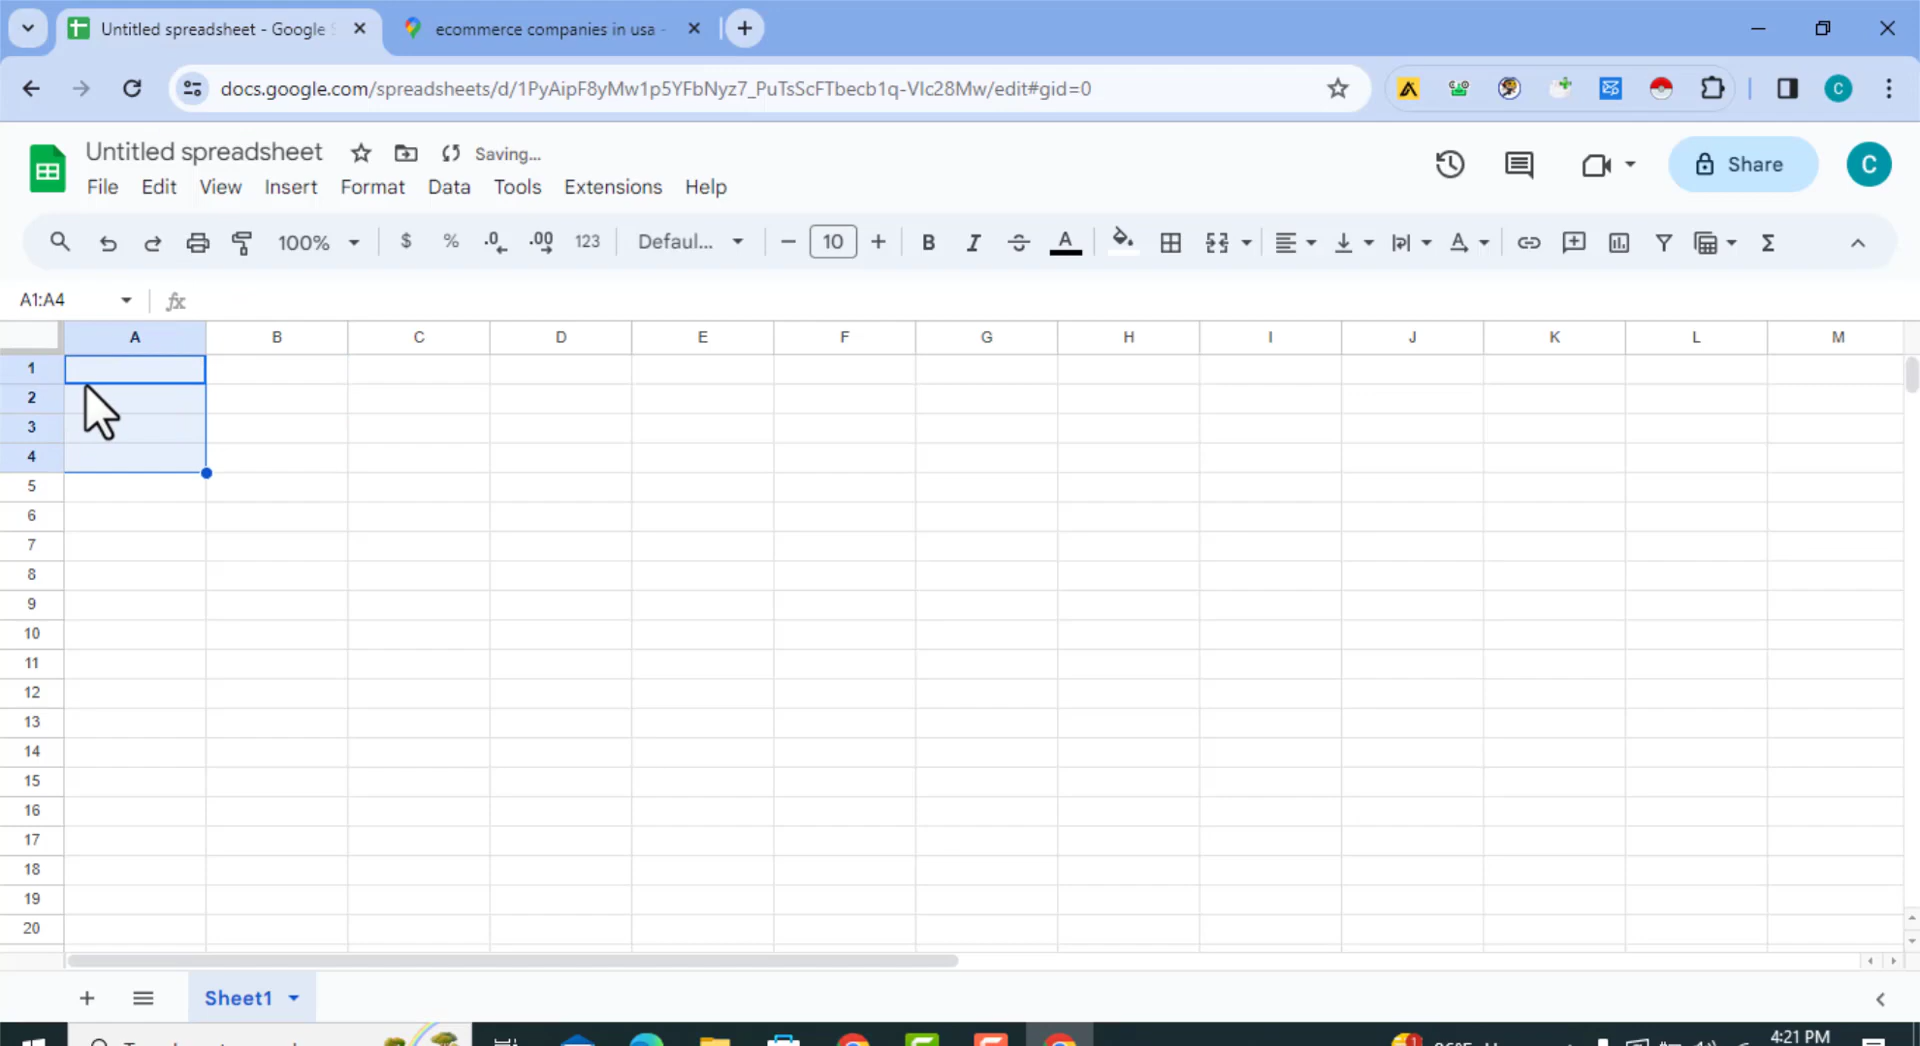 Untitled spreadsheet - Google S
ecommerce companies in usa -
docs.google.com/spreadsheets/d/1PyAipF8yMw1p5YFbNyz7_PuTsScFTbecb1q-VIc28Mw/edit#gid=0
C
Untitled spreadsheet Saving...
File Edit View Insert Format Data Tools Extensions Help
Share
C
100% $ % .0 .00 123 Defaul... 10 B I A
A1:A4 fx
A B C D E F G H I J K L M
1
2
3
4
5
6
7
8
9
10
11
12
13
14
15
16
17
18
19
20
Sheet1
4:21 PM